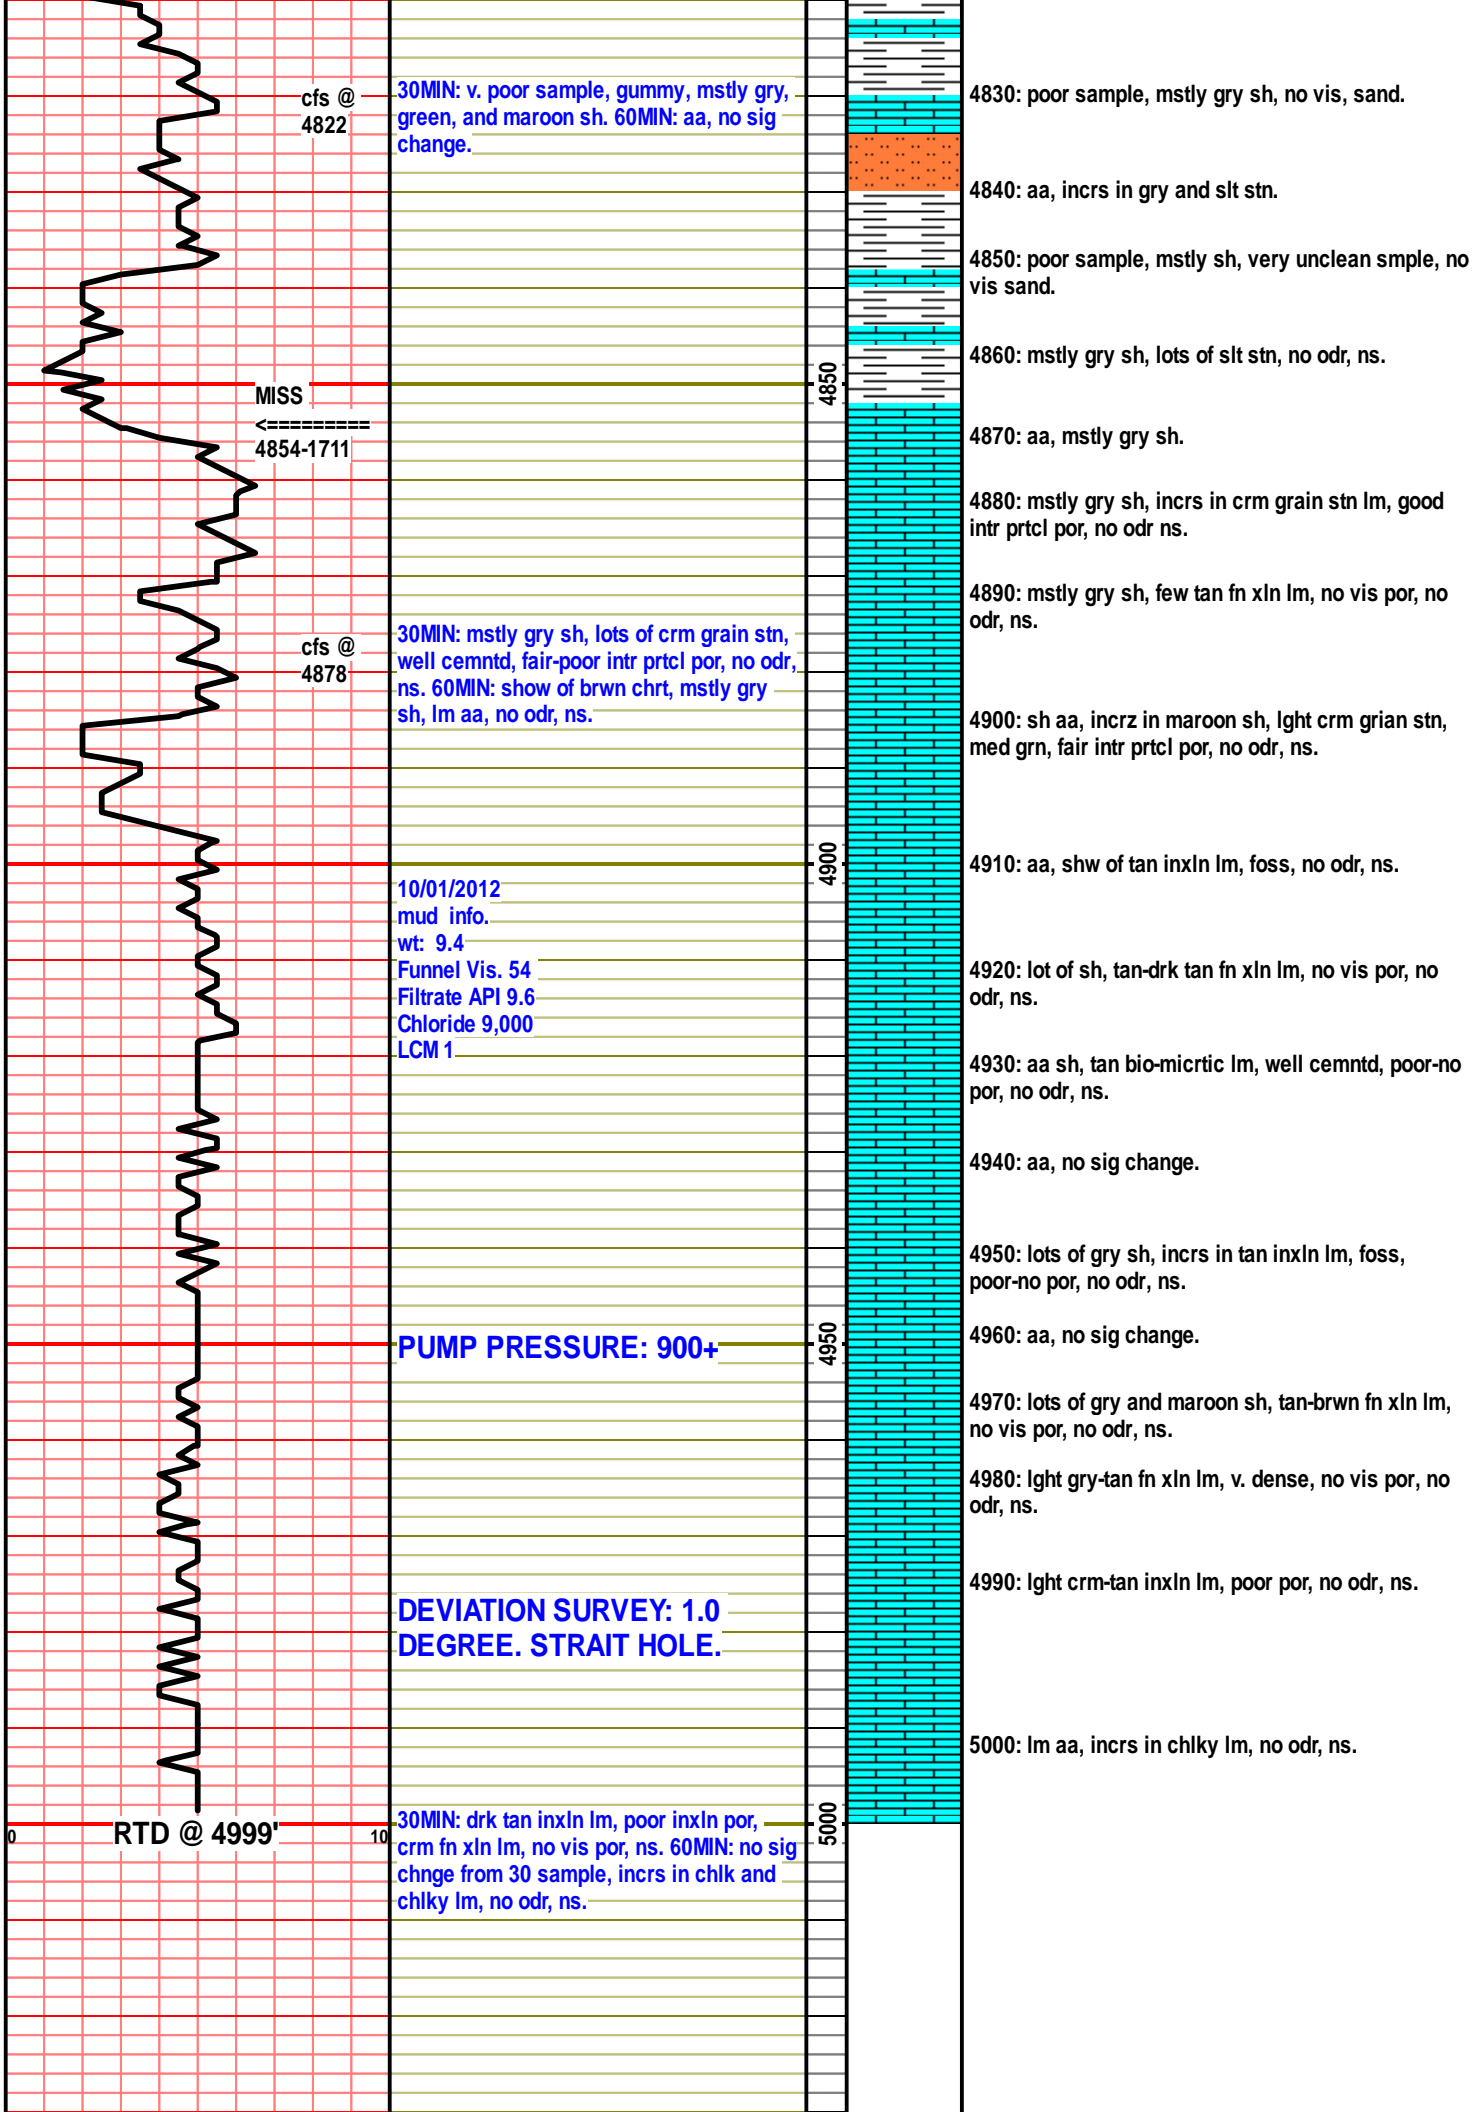 cfs @
4822
30MIN: v. poor sample, gummy, mstly gry,
green, and maroon sh. 60MIN: aa, no sig
change.
4830: poor sample, mstly gry sh, no vis, sand.
4840: aa, incrs in gry and slt stn.
4850: poor sample, mstly sh, very unclean smple, no
vis sand.
4860: mstly gry sh, lots of slt stn, no odr, ns.
4850
MISS
<=========
4854-1711
4870: aa, mstly gry sh.
4880: mstly gry sh, incrs in crm grain stn lm, good
intr prtcl por, no odr ns.
4890: mstly gry sh, few tan fn xln lm, no vis por, no
odr, ns.
cfs @
4878
30MIN: mstly gry sh, lots of crm grain stn,
well cemntd, fair-poor intr prtcl por, no odr,
ns. 60MIN: show of brwn chrt, mstly gry
sh, lm aa, no odr, ns.
4900: sh aa, incrz in maroon sh, lght crm grian stn,
med grn, fair intr prtcl por, no odr, ns.
4900
4910: aa, shw of tan inxln lm, foss, no odr, ns.
10/01/2012
mud info.
wt: 9.4
Funnel Vis. 54
Filtrate API 9.6
Chloride 9,000
LCM 1
4920: lot of sh, tan-drk tan fn xln lm, no vis por, no
odr, ns.
4930: aa sh, tan bio-micrtic lm, well cemntd, poor-no
por, no odr, ns.
4940: aa, no sig change.
4950: lots of gry sh, incrs in tan inxln lm, foss,
poor-no por, no odr, ns.
4960: aa, no sig change.
PUMP PRESSURE: 900+
4950
4970: lots of gry and maroon sh, tan-brwn fn xln lm,
no vis por, no odr, ns.
4980: lght gry-tan fn xln lm, v. dense, no vis por, no
odr, ns.
4990: lght crm-tan inxln lm, poor por, no odr, ns.
DEVIATION SURVEY: 1.0
DEGREE. STRAIT HOLE.
5000: lm aa, incrs in chlky lm, no odr, ns.
0
RTD @ 4999'
10
30MIN: drk tan inxln lm, poor inxln por,
crm fn xln lm, no vis por, ns. 60MIN: no sig
chnge from 30 sample, incrs in chlk and
chlky lm, no odr, ns.
5000